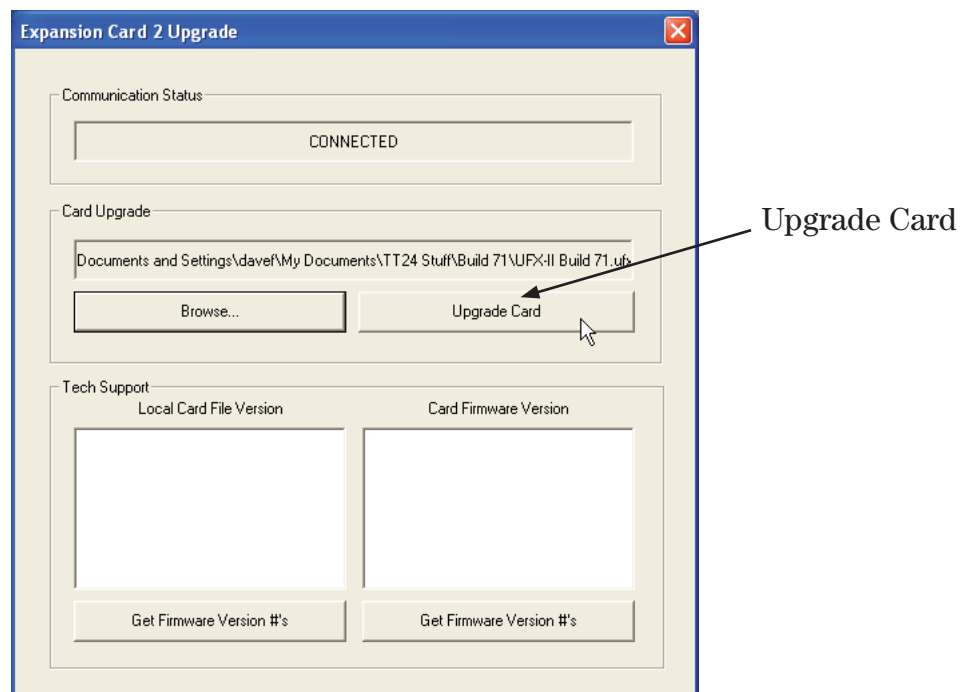 Expansion Card 2 Upgrade
Communication Status
CONNECTED
Card Upgrade
Upgrade Card
Documents and Settings\davef\My Documents\TT24 Stuff\Build 71\UFX-II Build 71.ufx
Browse...
Upgrade Card
Tech Support
Local Card File Version
Card Firmware Version
Get Firmware Version #'s
Get Firmware Version #'s